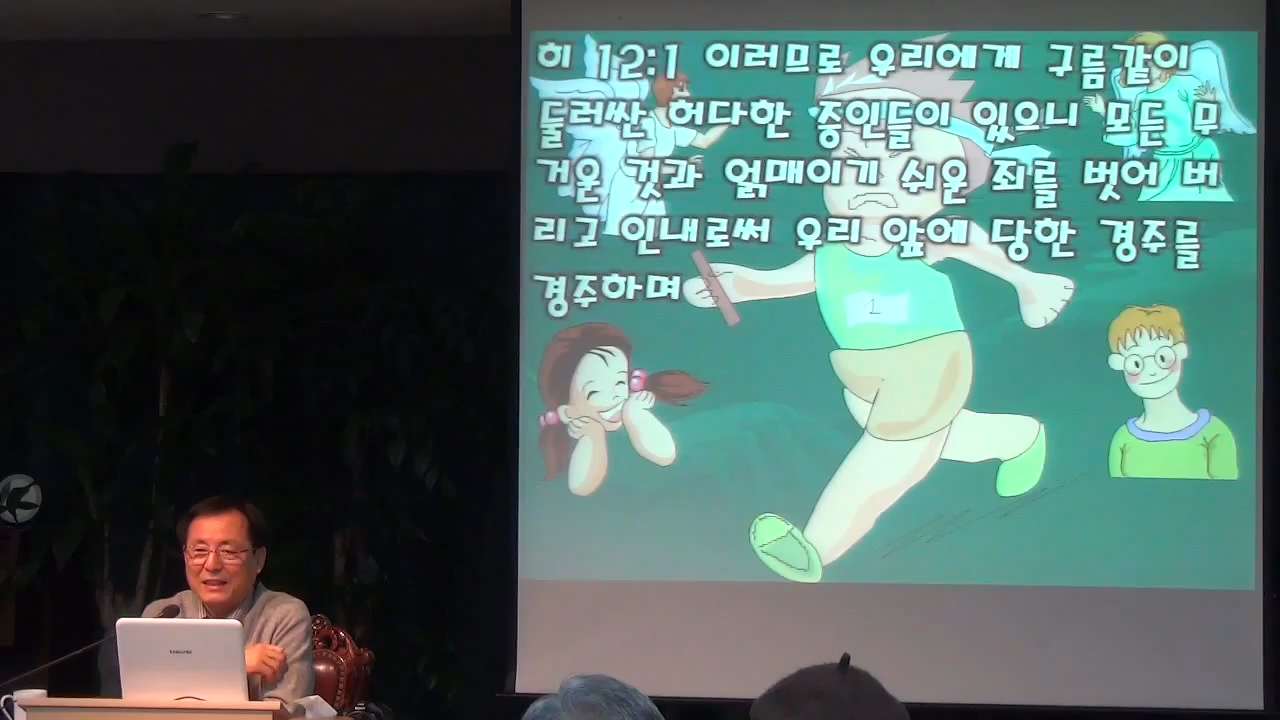 히 12:1 이러므로 우리에게 구름같이
둘러싼 허다한 증인들이 있으니 모든 무
거운 것과 얽매이기 쉬운 죄를 벗어 버
리고 인내로써 우리 앞에 당한 경주를
경주하며
1
SAMSUNG